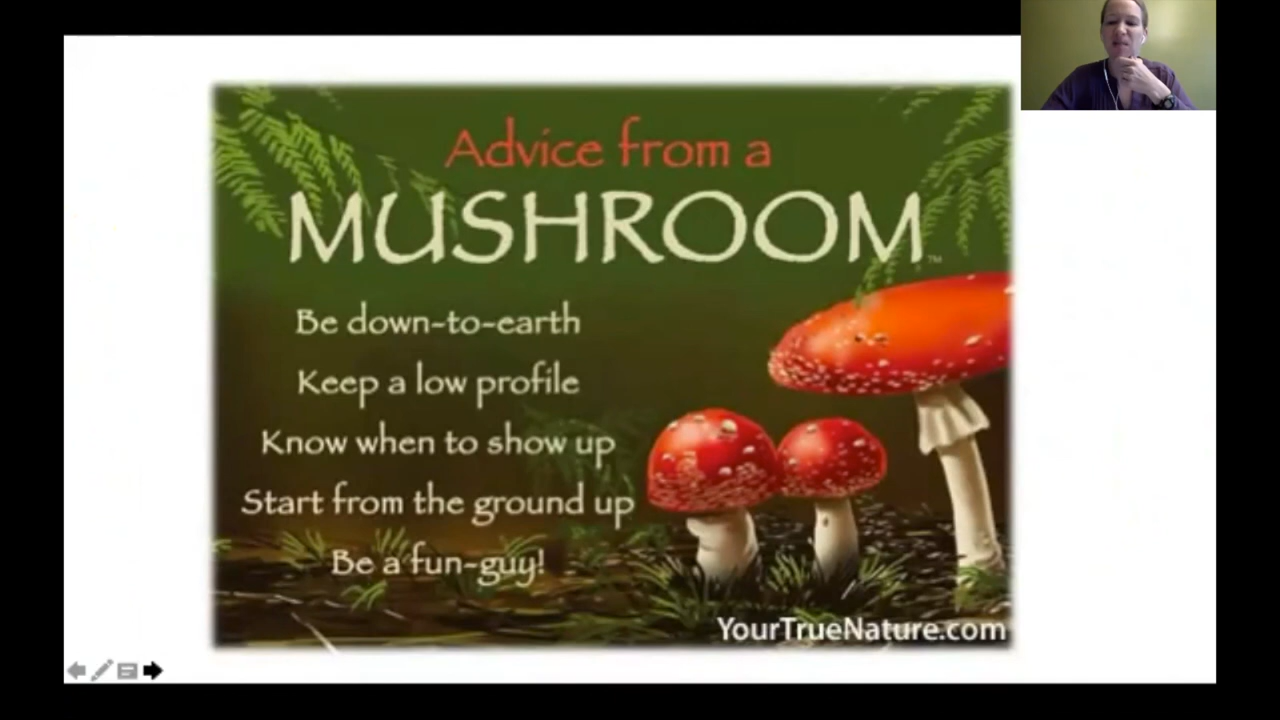 Advice from a
MUSHROOM™
Be down-to-earth
Keep a low profile
Know when to show up
Start from the ground up
Be a fun-guy!
YourTrueNature.com